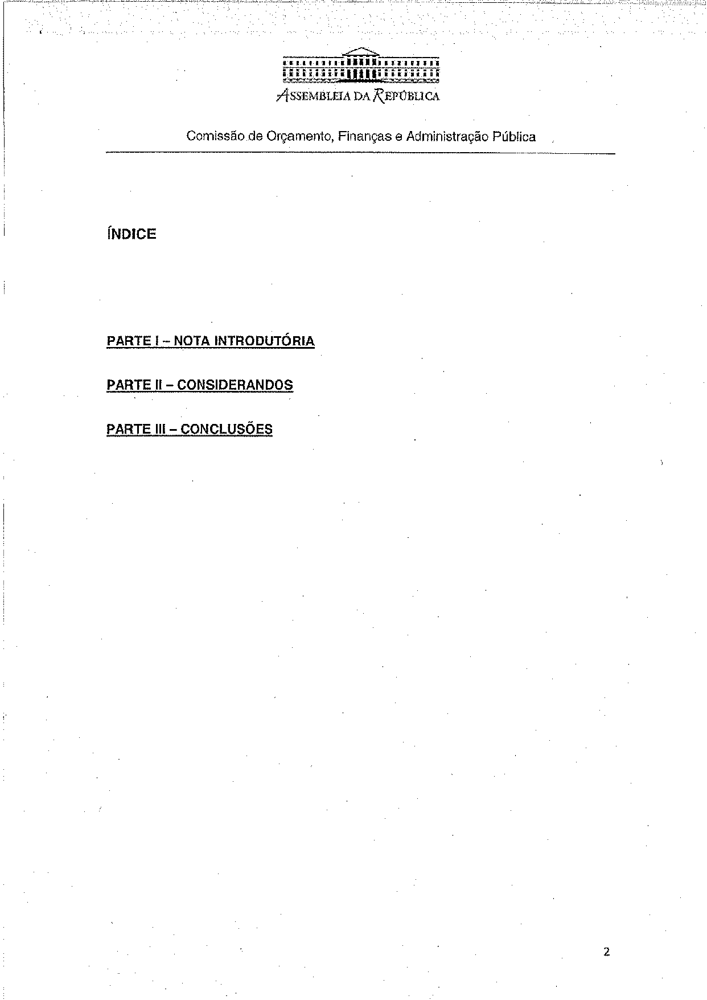 ASSEMBLEIA DA REPÚBLICA
Comissão de Orçamento, Finanças e Administração Pública
ÍNDICE
PARTE I – NOTA INTRODUTÓRIA
PARTE II – CONSIDERANDOS
PARTE III – CONCLUSÕES
2